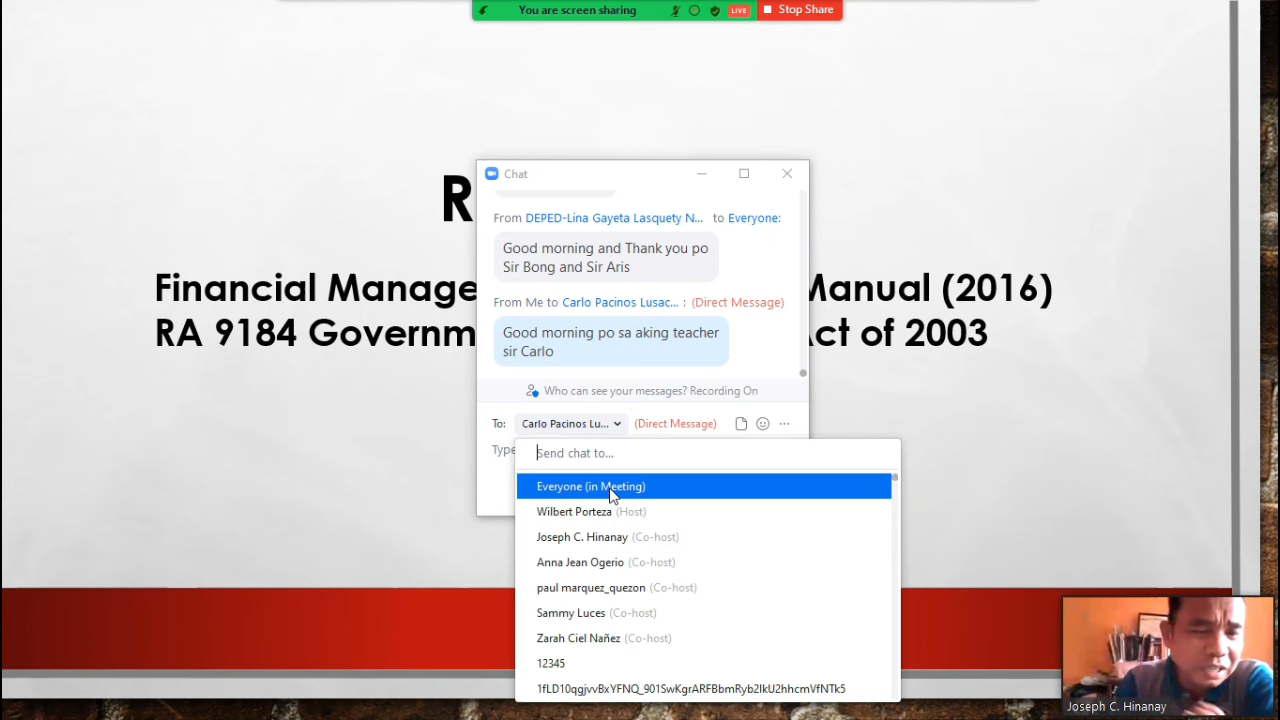 You are screen sharing
LIVE
Stop Share
R
Chat
From DEPED-Lina Gayeta Lasquety N... to Everyone:
Good morning and Thank you po
Sir Bong and Sir Aris
From Me to Carlo Pacinos Lusac... : (Direct Message)
Good morning po sa aking teacher
sir Carlo
Financial Manage Manual (2016)
RA 9184 Governm Act of 2003
Who can see your messages? Recording On
To: Carlo Pacinos Lu... (Direct Message)
Type
Send chat to...
Everyone (in Meeting)
Wilbert Porteza (Host)
Joseph C. Hinanay (Co-host)
Anna Jean Ogerio (Co-host)
paul marquez_quezon (Co-host)
Sammy Luces (Co-host)
Zarah Ciel Nañez (Co-host)
12345
1fLD10qgjvvBxYFNQ_901SwKgrARFBbmRyb2lkU2hhcmVfNTk5
Joseph C. Hinanay